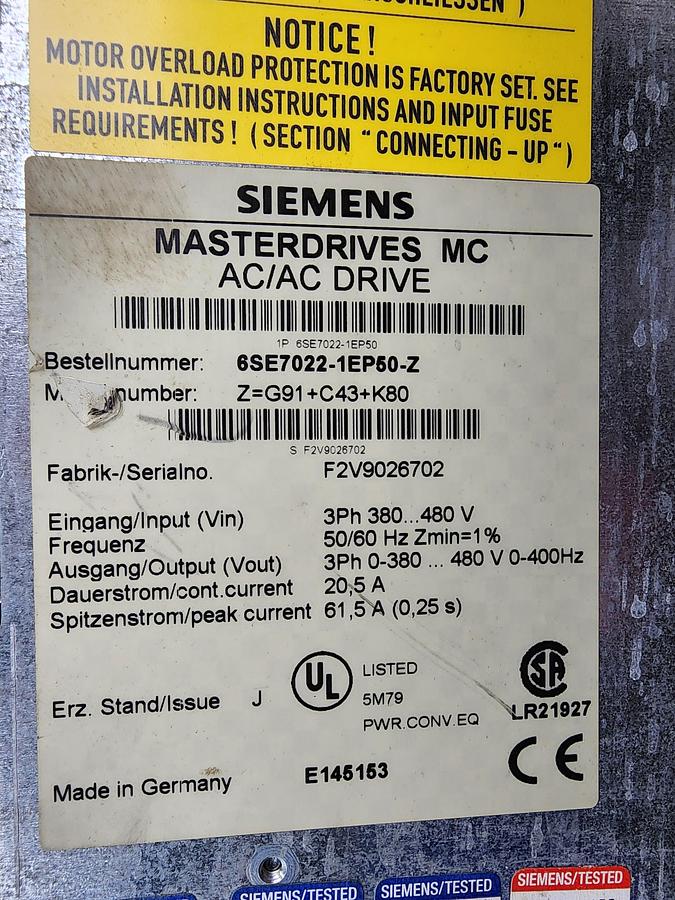 NOTICE !
MOTOR OVERLOAD PROTECTION IS FACTORY SET. SEE
INSTALLATION INSTRUCTIONS AND INPUT FUSE
REQUIREMENTS ! ( SECTION " CONNECTING - UP " )
SIEMENS
MASTERDRIVES MC
AC/AC DRIVE
1P 6SE7022-1EP50
Bestellnummer: 6SE7022-1EP50-Z
number: Z=G91+C43+K80
S F2V9026702
Fabrik-/Serialno. F2V9026702
Eingang/Input (Vin) 3Ph 380...480 V
Frequenz 50/60 Hz Zmin=1%
Ausgang/Output (Vout) 3Ph 0-380 ... 480 V 0-400Hz
Dauerstrom/cont.current 20,5 A
Spitzenstrom/peak current 61,5 A (0,25 s)
UL LISTED
Erz. Stand/Issue J 5M79
PWR.CONV.EQ
SA
LR21927
CE
Made in Germany E145153
SIEMENS/TESTED SIEMENS/TESTED SIEMENS/TESTED